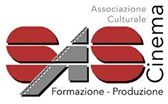 Associazione
Culturale
SAS
Cinema
Formazione - Produzione